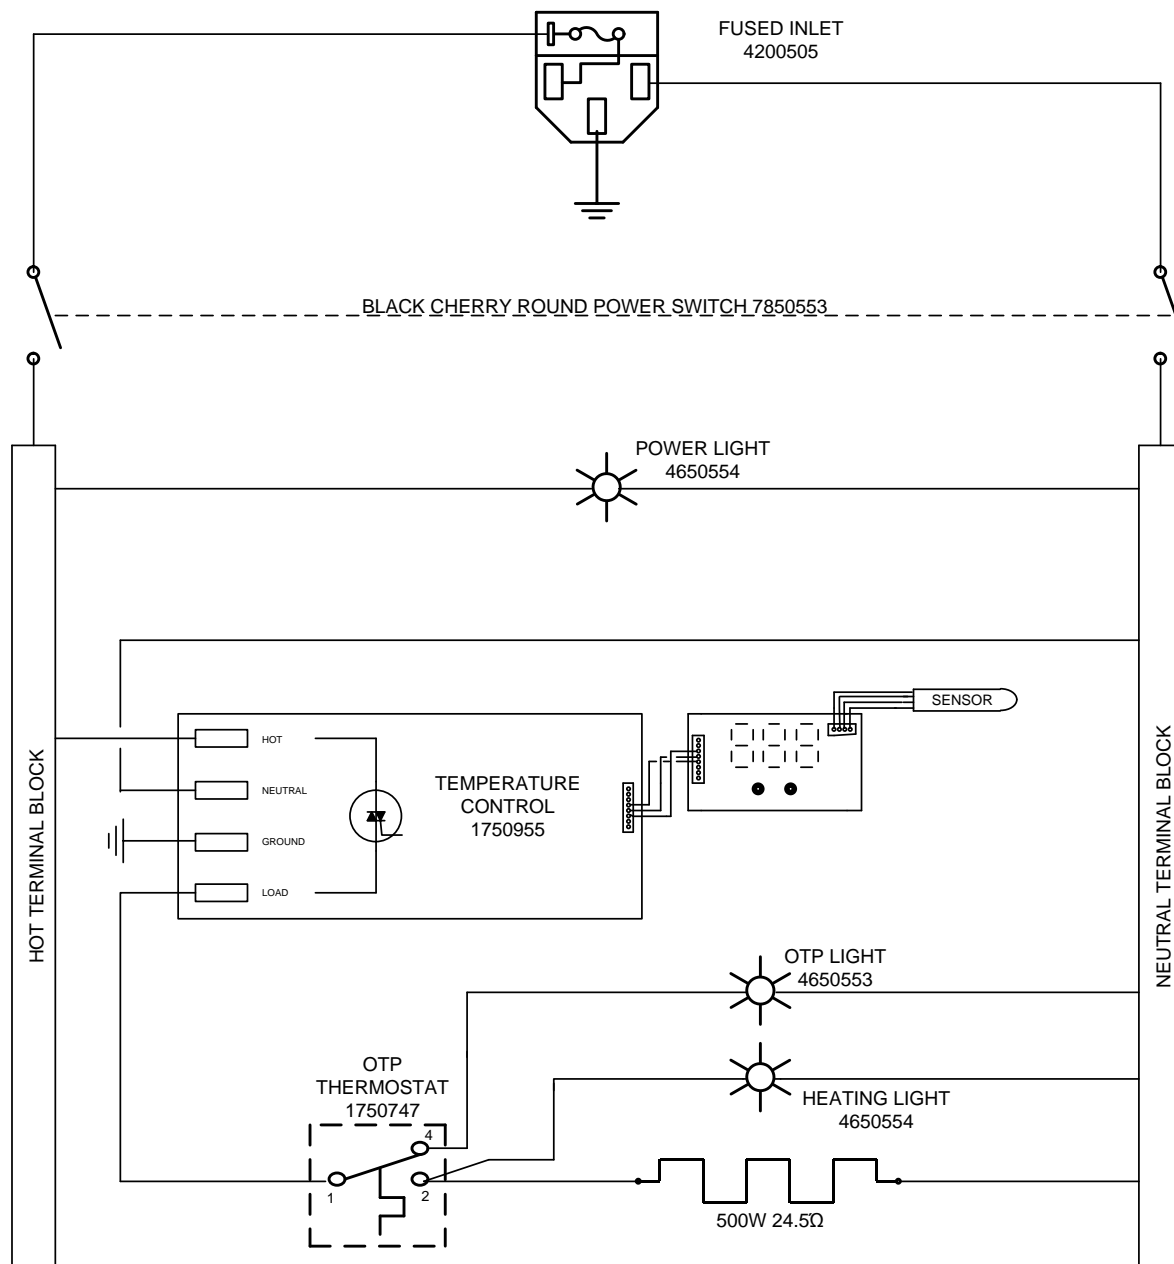 FUSED INLET
4200505
BLACK CHERRY ROUND POWER SWITCH 7850553
POWER LIGHT
4650554
HOT TERMINAL BLOCK
NEUTRAL TERMINAL BLOCK
SENSOR
HOT
NEUTRAL
GROUND
LOAD
TEMPERATURE
CONTROL
1750955
OTP LIGHT
4650553
OTP
THERMOSTAT
1750747
HEATING LIGHT
4650554
4
1
2
500W 24.5Ω